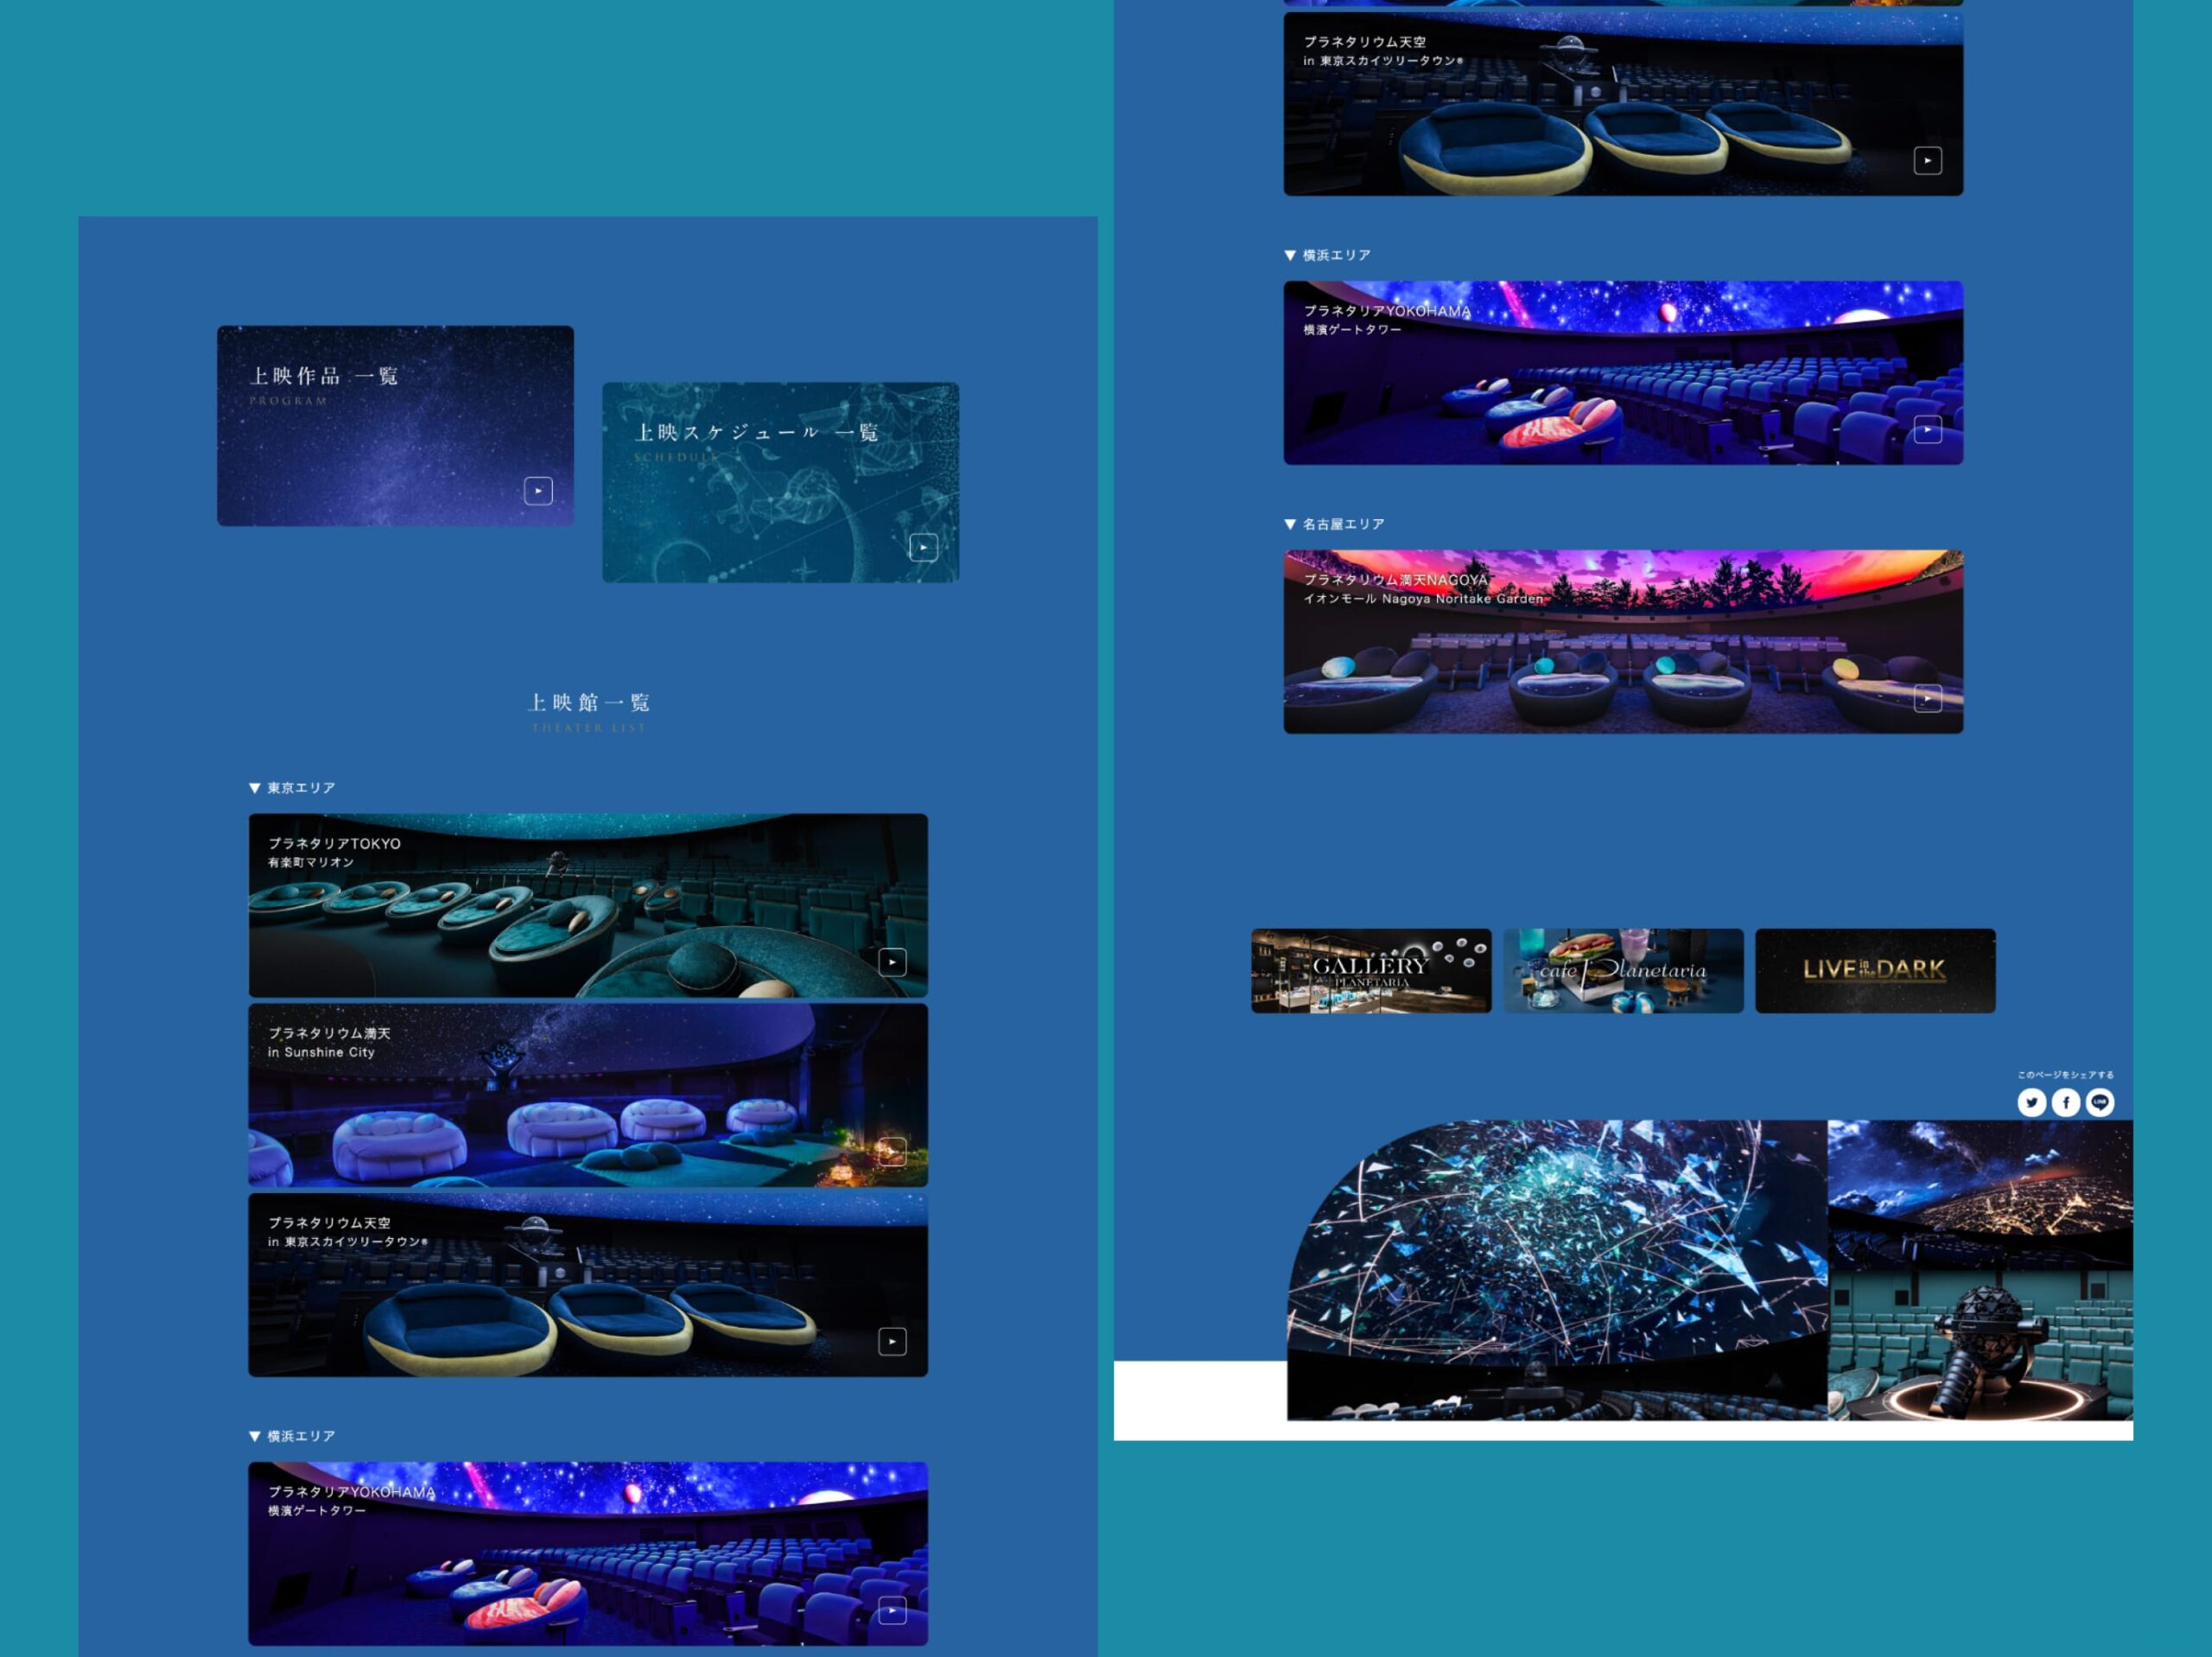 上映作品 一覧
PROGRAM
上映スケジュール 一覧
SCHEDULE
上映館一覧
THEATER LIST
▼ 東京エリア
プラネタリアTOKYO
有楽町マリオン
プラネタリウム満天
in Sunshine City
プラネタリウム天空
in 東京スカイツリータウン®
▼ 横浜エリア
プラネタリアYOKOHAMA
横濱ゲートタワー
プラネタリウム天空
in 東京スカイツリータウン®
▼ 横浜エリア
プラネタリアYOKOHAMA
横濱ゲートタワー
▼ 名古屋エリア
プラネタリウム満天NAGOYA
イオンモール Nagoya Noritake Garden
GALLERY
PLANETARIA
cafe Planetaria
LIVE in the DARK
このページをシェアする
LINE